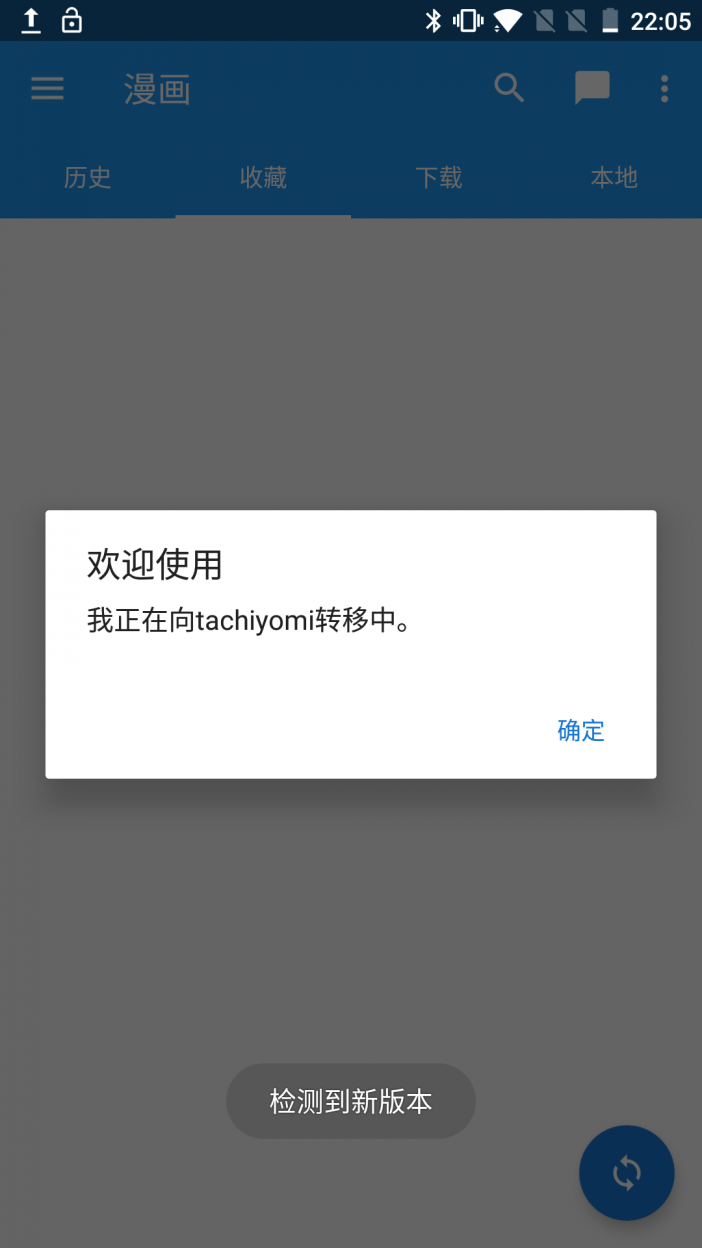 22:05
漫画
历史 收藏 下载 本地
欢迎使用
我正在向tachiyomi转移中。
确定
检测到新版本